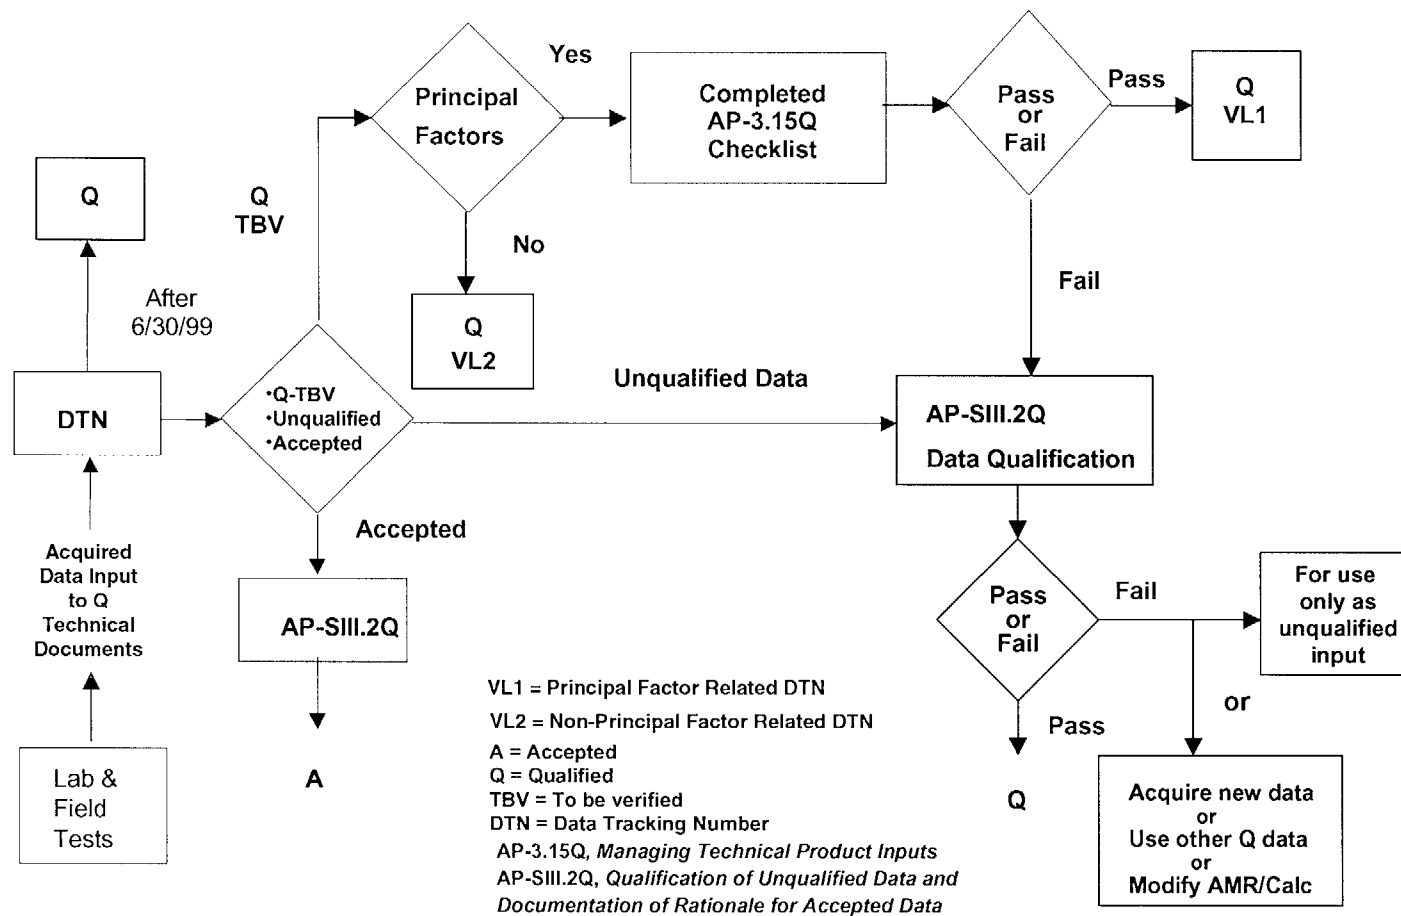 Yes
Principal
Factors
Completed
AP-3.15Q
Checklist
Pass
or
Fail
Pass
Q
VL1
Q
Q
TBV
No
Fail
After
6/30/99
Q
VL2
Unqualified Data
DTN
•Q-TBV
•Unqualified
•Accepted
AP-SIII.2Q
Data Qualification
Accepted
Acquired
Data Input
to Q
Technical
Documents
AP-SIII.2Q
Pass
or
Fail
Fail
For use
only as
unqualified
input
or
Pass
Lab &
Field
Tests
A
Q
Acquire new data
or
Use other Q data
or
Modify AMR/Calc
VL1 = Principal Factor Related DTN
VL2 = Non-Principal Factor Related DTN
A = Accepted
Q = Qualified
TBV = To be verified
DTN = Data Tracking Number
AP-3.15Q, Managing Technical Product Inputs
AP-SIII.2Q, Qualification of Unqualified Data and
Documentation of Rationale for Accepted Data